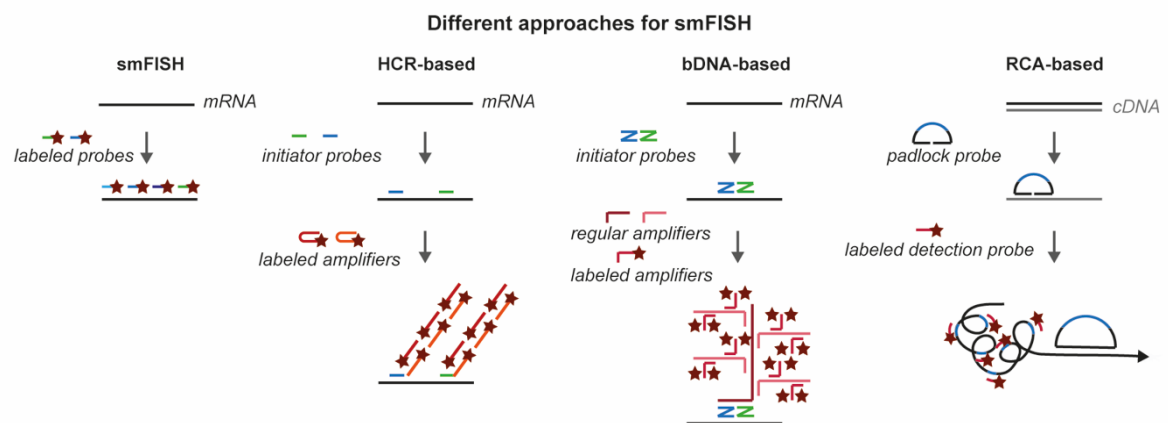 Different approaches for smFISH
smFISH
mRNA
labeled probes
HCR-based
mRNA
initiator probes
labeled amplifiers
bDNA-based
mRNA
initiator probes
regular amplifiers
labeled amplifiers
RCA-based
cDNA
padlock probe
labeled detection probe